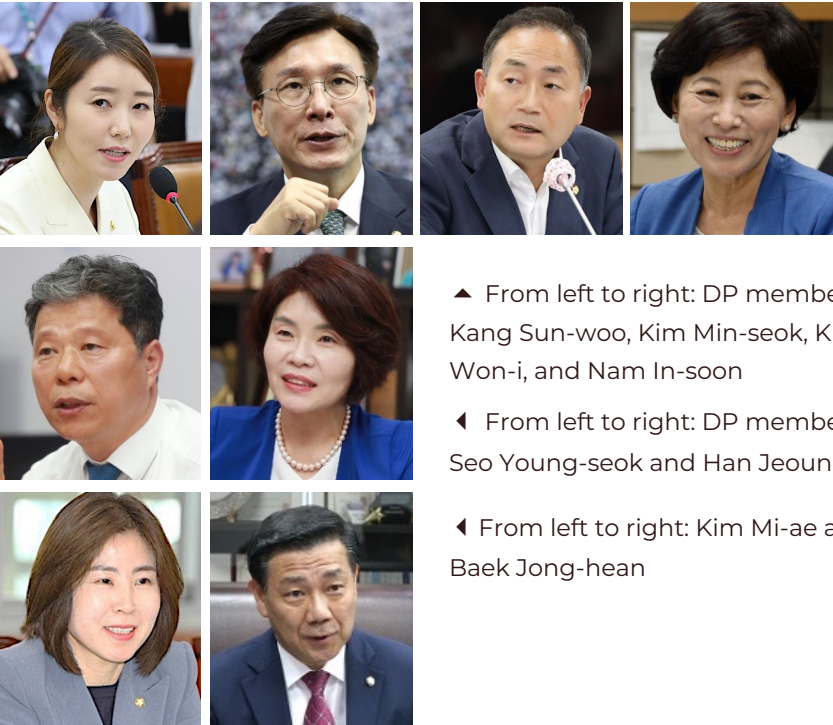 From left to right: DP membe
Kang Sun-woo, Kim Min-seok, K
Won-i, and Nam In-soon
From left to right: DP membe
Seo Young-seok and Han Jeoun
From left to right: Kim Mi-ae a
Baek Jong-hean